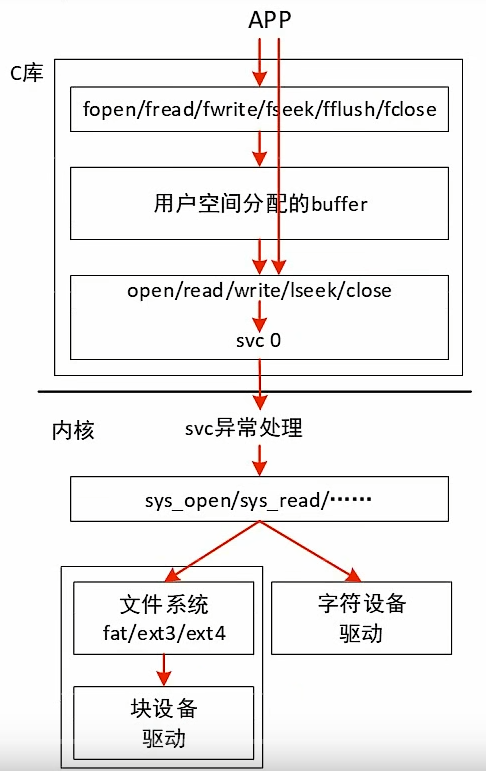 APP
C库
fopen/fread/fwrite/fseek/fflush/fclose
用户空间分配的buffer
open/read/write/lseek/close
svc 0
内核
svc异常处理
sys_open/sys_read/⋯⋯
文件系统
fat/ext3/ext4
字符设备
驱动
块设备
驱动